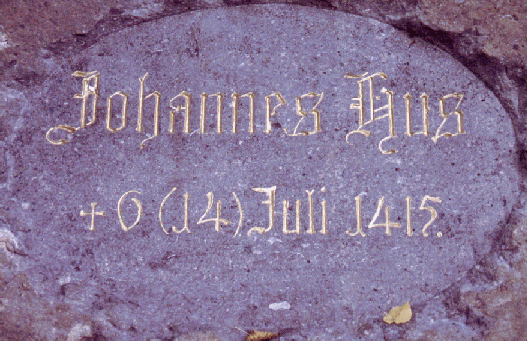 Johannes Hus
+ 6 (14) Juli 1415.